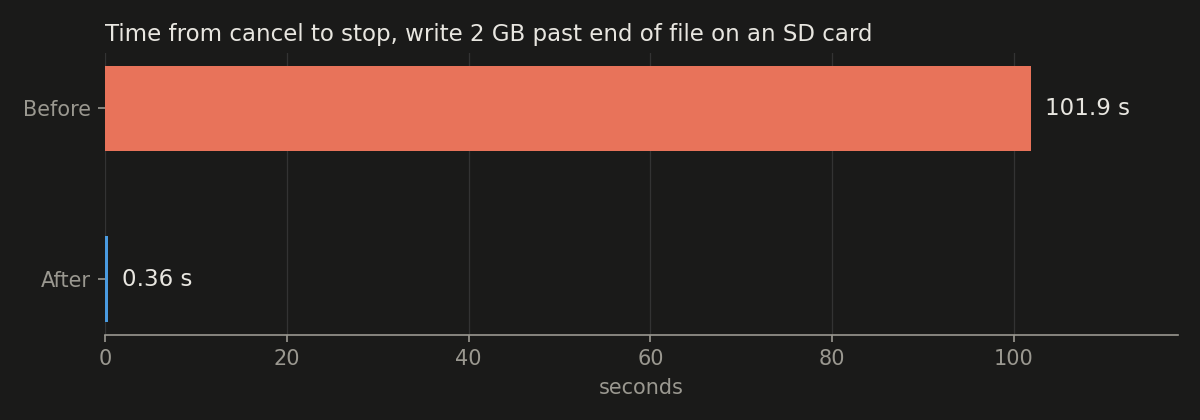 Time from cancel to stop, write 2 GB past end of file on an SD card
Before
101.9 s
After
0.36 s
0 20 40 60 80 100
seconds